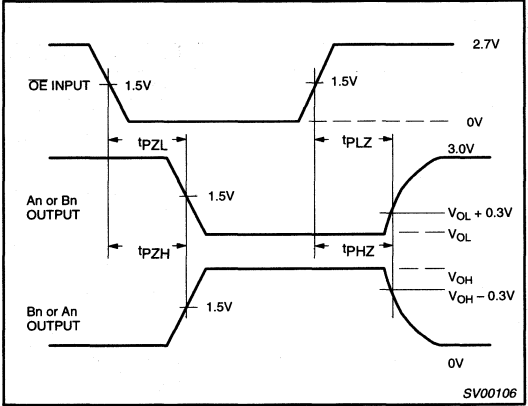 2.7V
OE INPUT
1.5V
1.5V
0V
tPZL
tPLZ
3.0V
An or Bn
OUTPUT
1.5V
VOL + 0.3V
VOL
tPZH
tPHZ
VOH
VOH – 0.3V
Bn or An
OUTPUT
1.5V
0V
SV00106